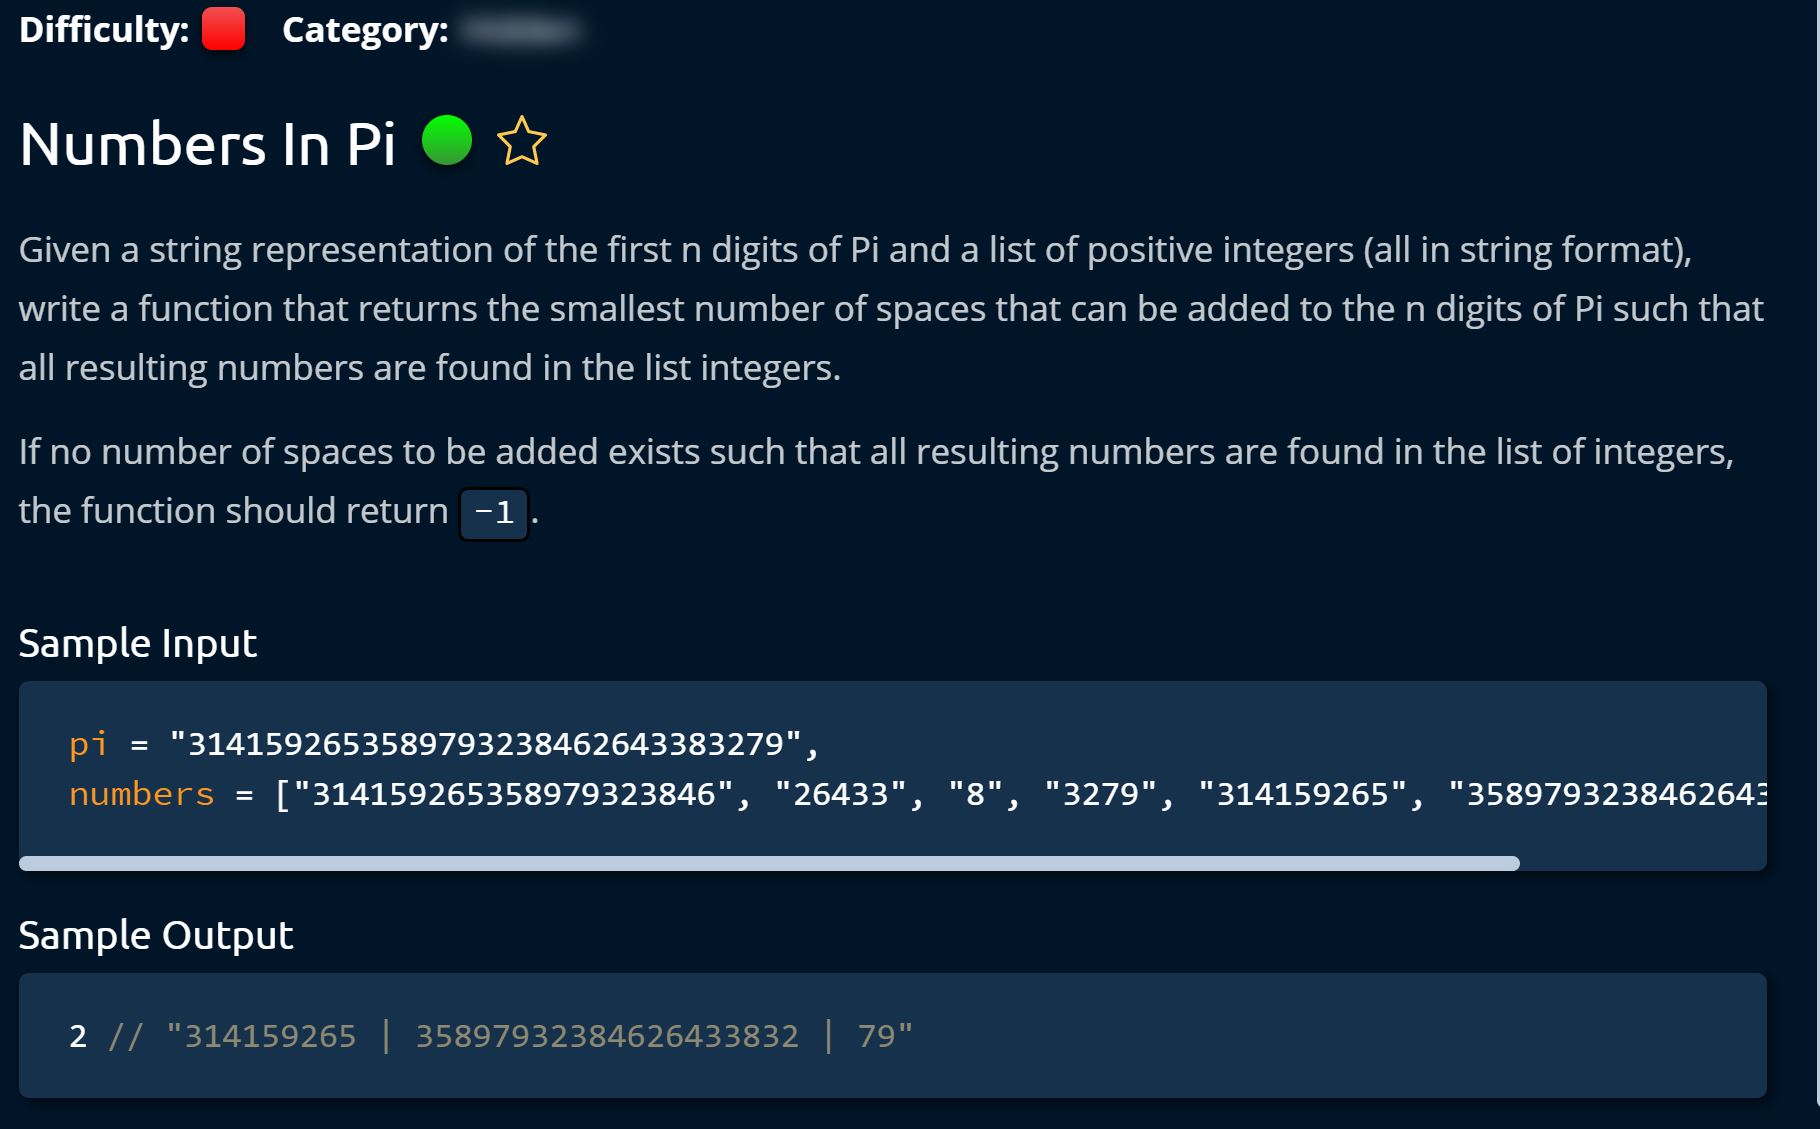 Difficulty: Category:
Numbers In Pi
Given a string representation of the first n digits of Pi and a list of positive integers (all in string format),
write a function that returns the smallest number of spaces that can be added to the n digits of Pi such that
all resulting numbers are found in the list integers.
If no number of spaces to be added exists such that all resulting numbers are found in the list of integers,
the function should return -1.
Sample Input
pi = "3141592653589793238462643383279",
numbers = ["314159265358979323846", "26433", "8", "3279", "314159265", "3589793238462643
Sample Output
2 // "314159265 | 35897932384626433832 | 79"